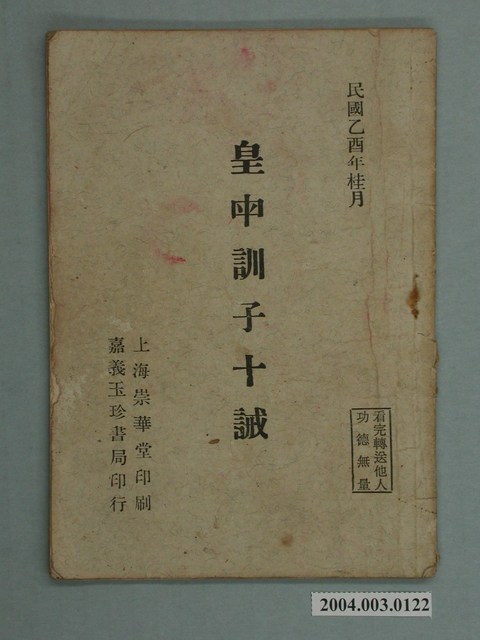 民國乙酉年桂月
皇𠂨訓子十誡
上海崇華堂印刷
嘉義玉珍書局印行
看完轉送他人
功德無量
2004.003.0122